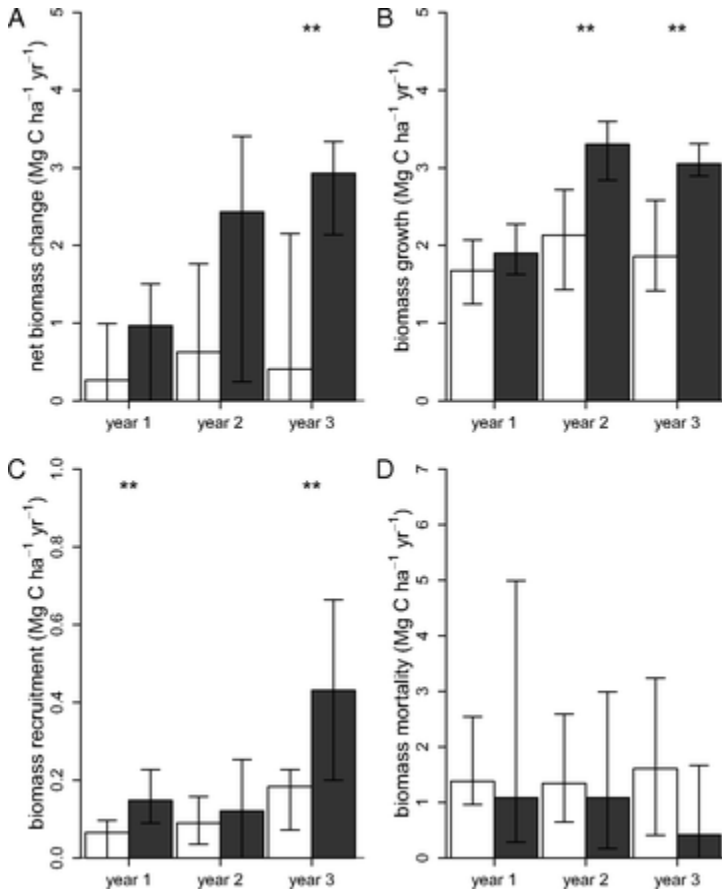 A
net biomass change (Mg C ha⁻¹ yr⁻¹)
0
1
2
3
4
5
**
year 1
year 2
year 3
B
biomass growth (Mg C ha⁻¹ yr⁻¹)
0
1
2
3
4
5
**
**
year 1
year 2
year 3
C
biomass recruitment (Mg C ha⁻¹ yr⁻¹)
0.0
0.2
0.4
0.6
0.8
1.0
**
**
year 1
year 2
year 3
D
biomass mortality (Mg C ha⁻¹ yr⁻¹)
0
1
2
3
4
5
6
7
year 1
year 2
year 3